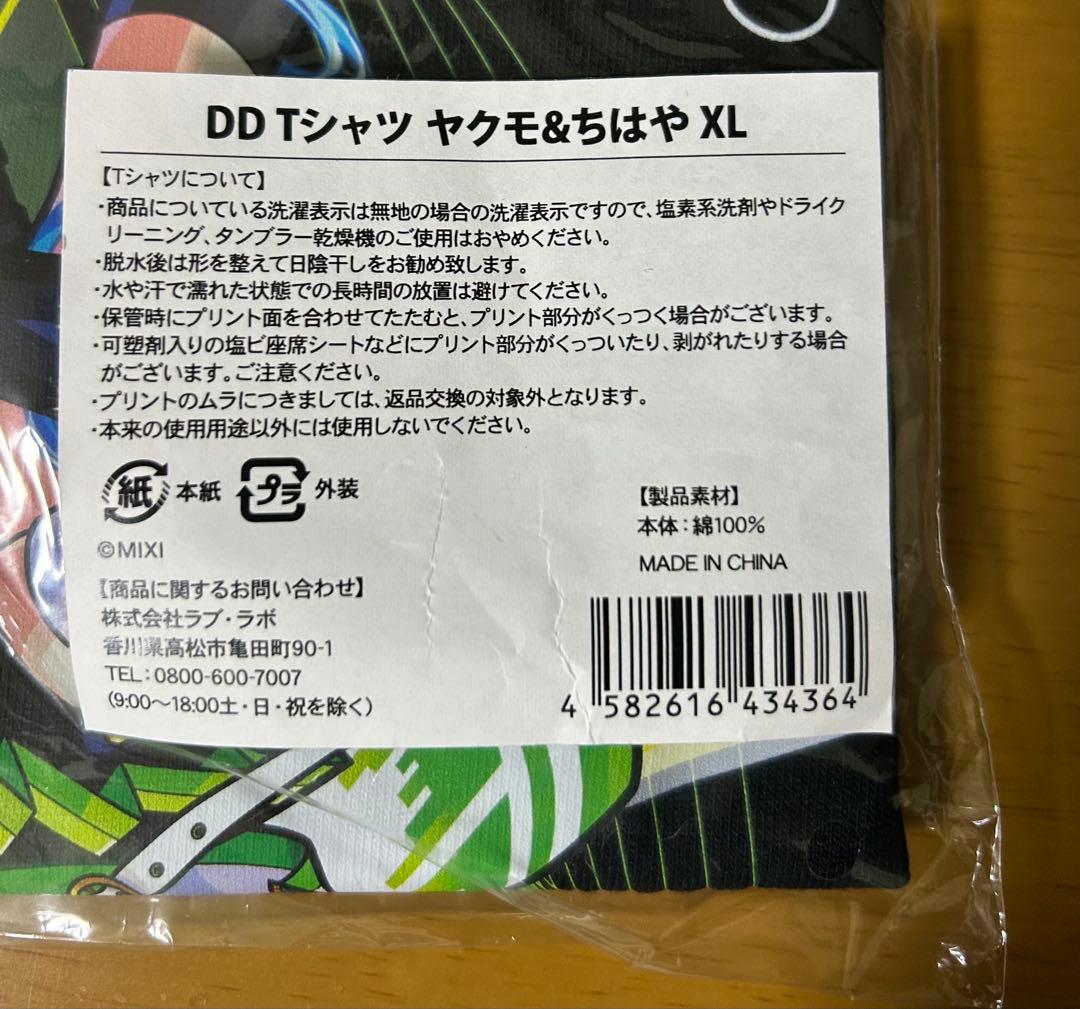 DD Tシャツ ヤクモ&ちはや XL
【Tシャツについて】
・商品についている洗濯表示は無地の場合の洗濯表示ですので、塩素系洗剤やドライク
リーニング、タンブラー乾燥機のご使用はおやめください。
・脱水後は形を整えて日陰干しをお勧め致します。
・水や汗で濡れた状態での長時間の放置は避けてください。
・保管時にプリント面を合わせてたたむと、プリント部分がくっつく場合がございます。
・可塑剤入りの塩ビ座席シートなどにプリント部分がくっついたり、剥がれたりする場合
がございます。ご注意ください。
・プリントのムラにつきましては、返品交換の対象外となります。
・本来の使用用途以外には使用しないでください。
紙 本紙 プラ 外装
©MIXI
【商品に関するお問い合わせ】
株式会社ラブ・ラボ
香川県高松市亀田町90-1
TEL:0800-600-7007
(9:00〜18:00土・日・祝を除く)
【製品素材】
本体:綿100%
MADE IN CHINA
4 582616 434364